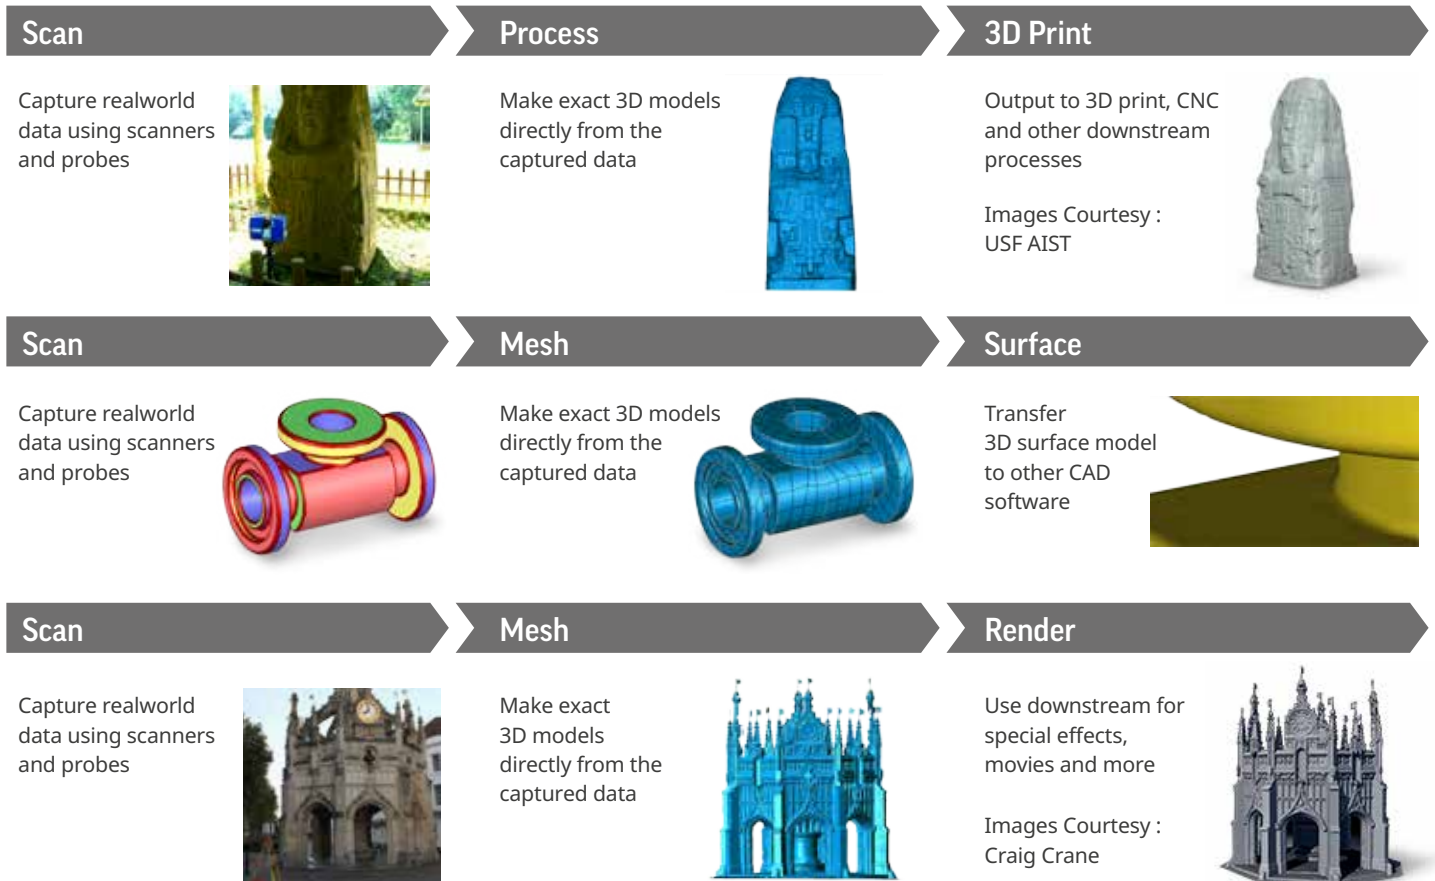 Scan
Process
3D Print
Capture realworld
data using scanners
and probes
Make exact 3D models
directly from the
captured data
Output to 3D print, CNC
and other downstream
processes
Images Courtesy :
USF AIST
Scan
Mesh
Surface
Capture realworld
data using scanners
and probes
Make exact 3D models
directly from the
captured data
Transfer
3D surface model
to other CAD
software
Scan
Mesh
Render
Capture realworld
data using scanners
and probes
Make exact
3D models
directly from the
captured data
Use downstream for
special effects,
movies and more
Images Courtesy :
Craig Crane